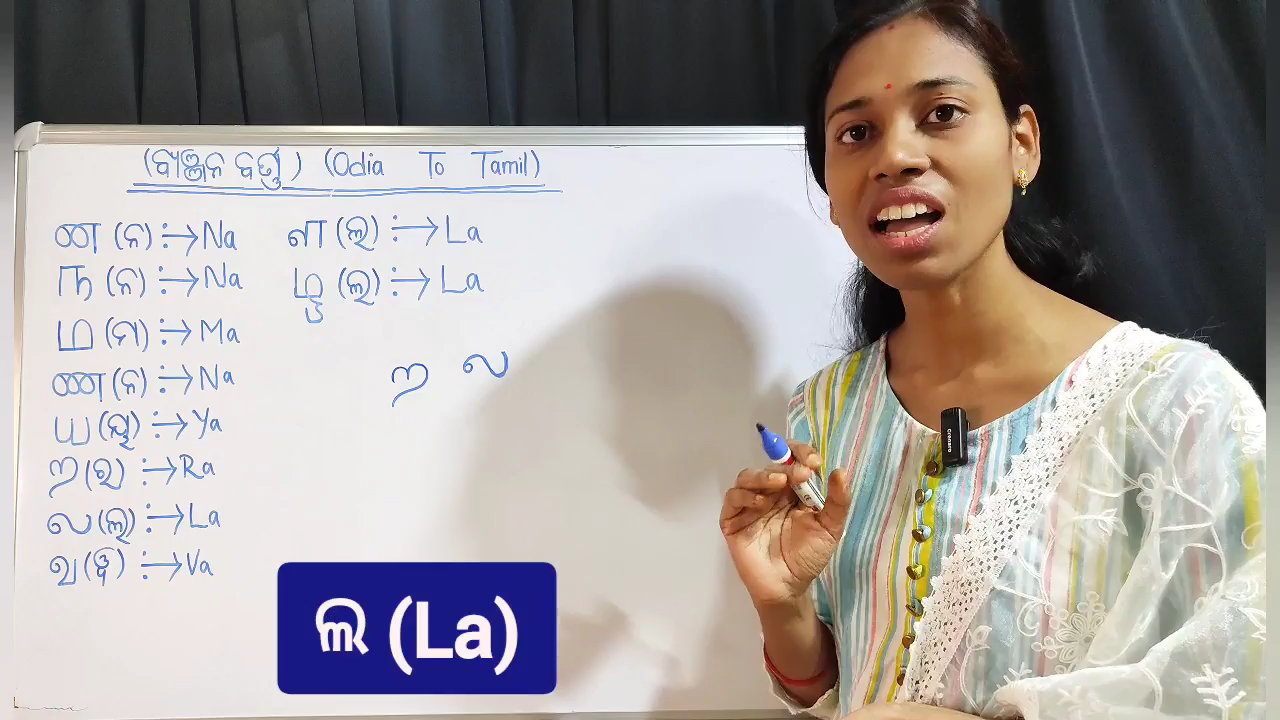 (ବ୍ୟଞ୍ଜନ ବର୍ଣ୍ଣ) (Odia To Tamil)
ண (ନ) :→ Na
ந (ନ) :→ Na
ம (ମ) :→ Ma
ண (ନ) :→ Na
ய (ୟ) :→ Ya
ற (ର) :→ Ra
ல (ଲ) :→ La
வ (ୱ) :→ Va
ள (ଲ) :→ La
ழ (ଲ) :→ La
ற ல
ଲ (La)